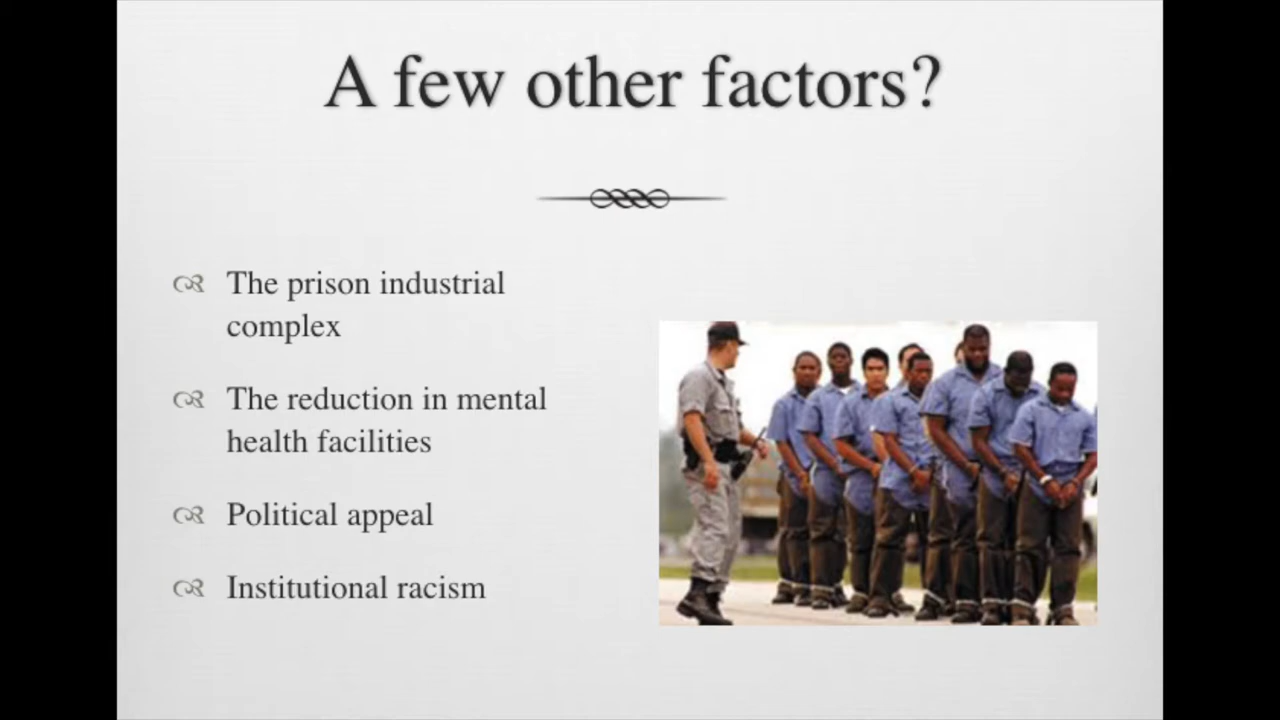 A few other factors?
The prison industrial
complex
The reduction in mental
health facilities
Political appeal
Institutional racism